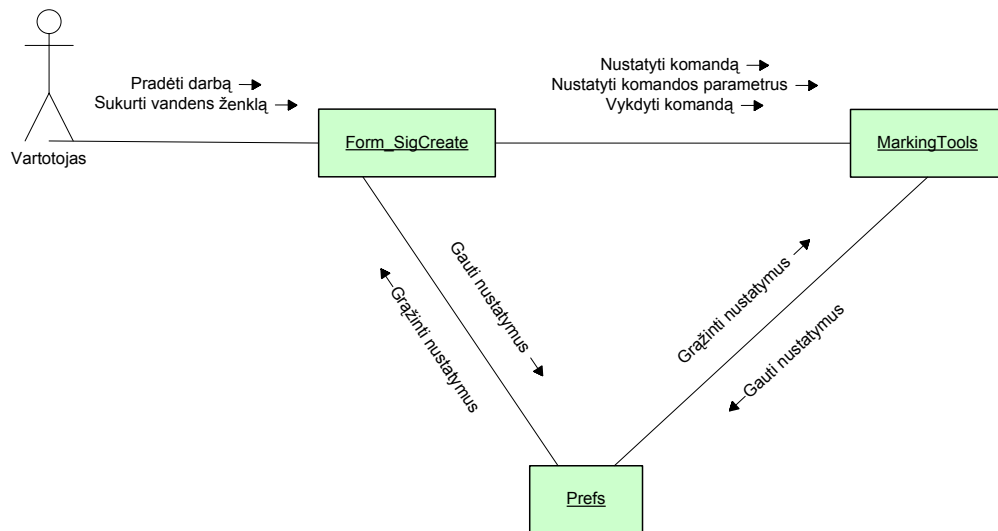 Pradėti darbą
Sukurti vandens ženklą
Nustatyti komandą
Nustatyti komandos parametrus
Vykdyti komandą
Vartotojas
Form_SigCreate
MarkingTools
Gauti nustatymus
Grąžinti nustatymus
Grąžinti nustatymus
Gauti nustatymus
Prefs